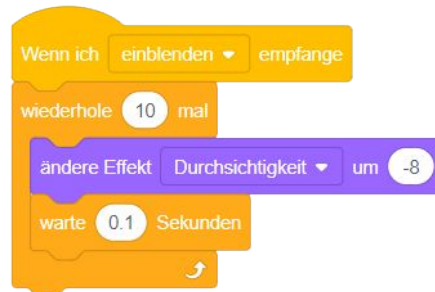 Wenn ich einblenden empfange
wiederhole 10 mal
ändere Effekt Durchsichtigkeit um -8
warte 0.1 Sekunden